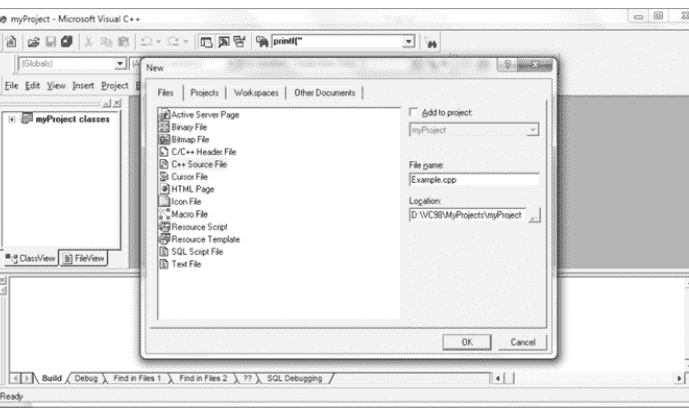 myProject - Microsoft Visual C++
printf("
(Globals)
File Edit View Insert Project
myProject classes
ClassView FileView
New
Files Projects Workspaces Other Documents
Active Server Page
Binary File
Bitmap File
C/C++ Header File
C++ Source File
Cursor File
HTML Page
Icon File
Macro File
Resource Script
Resource Template
SQL Script File
Text File
Add to project:
myProject
File name:
Example.cpp
Location:
D:\VC98\MyProjects\myProject
...
OK Cancel
Build Debug Find in Files 1 Find in Files 2 ?? SQL Debugging
Ready